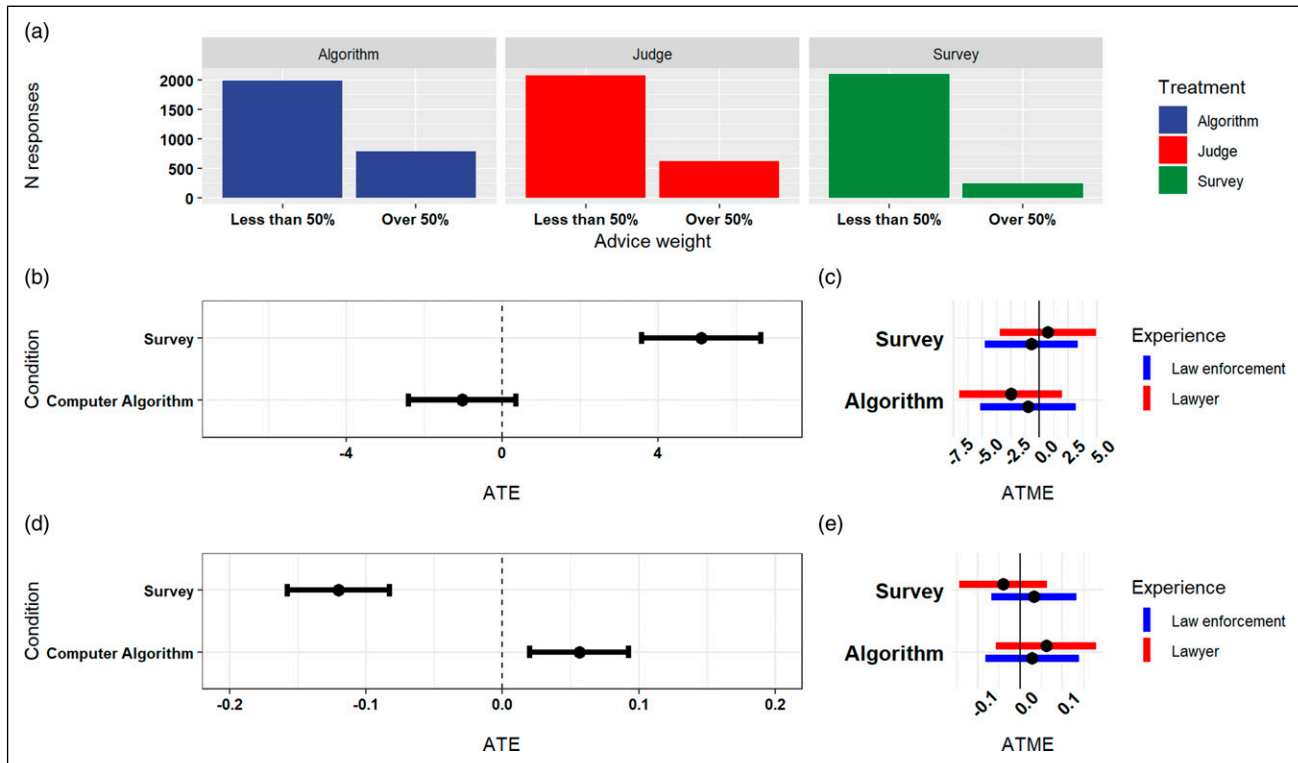 (a)
Algorithm
Judge
Survey
N responses
2000
1500
1000
500
0
Less than 50%
Over 50%
Less than 50%
Over 50%
Less than 50%
Over 50%
Advice weight
Treatment
Algorithm
Judge
Survey
(b)
Condition
Survey
Computer Algorithm
-4
0
4
ATE
(c)
Survey
Algorithm
-7.5
-5.0
-2.5
0.0
2.5
5.0
ATME
Experience
Law enforcement
Lawyer
(d)
Condition
Survey
Computer Algorithm
-0.2
-0.1
0.0
0.1
0.2
ATE
(e)
Survey
Algorithm
-0.1
0.0
0.1
ATME
Experience
Law enforcement
Lawyer